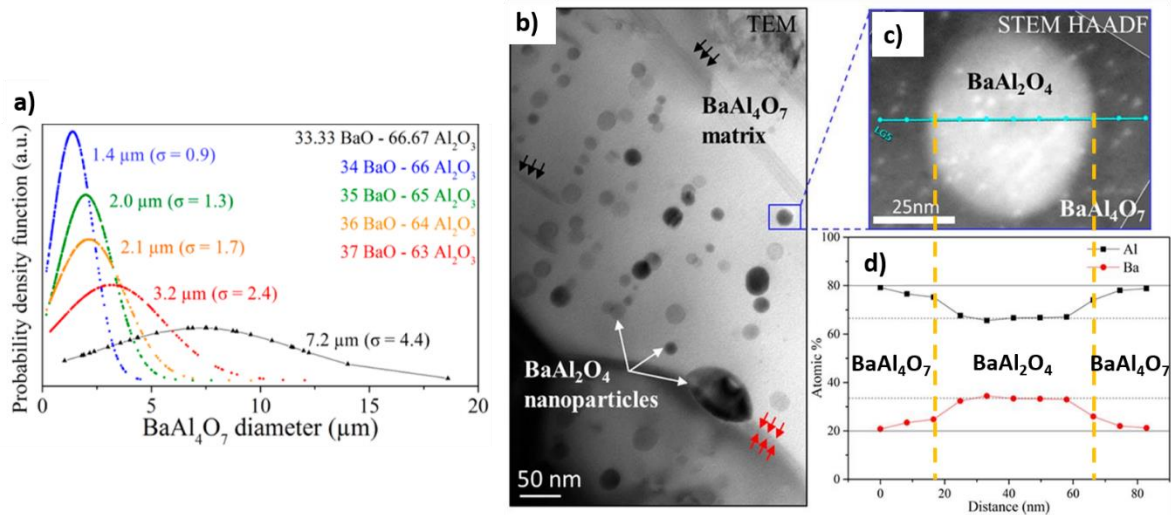 a)
Probability density function (a.u.)
33.33 BaO - 66.67 Al₂O₃
34 BaO - 66 Al₂O₃
35 BaO - 65 Al₂O₃
36 BaO - 64 Al₂O₃
37 BaO - 63 Al₂O₃
1.4 µm (σ = 0.9)
2.0 µm (σ = 1.3)
2.1 µm (σ = 1.7)
3.2 µm (σ = 2.4)
7.2 µm (σ = 4.4)
0 5 10 15 20
BaAl₄O₇ diameter (µm)
b)
TEM
BaAl₄O₇
matrix
BaAl₂O₄
nanoparticles
50 nm
c)
STEM HAADF
BaAl₂O₄
LG5
25nm
BaAl₄O₇
d)
Al
Ba
Atomic %
100
80
60
40
20
0
BaAl₄O₇ BaAl₂O₄ BaAl₄O₇
0 20 40 60 80
Distance (nm)